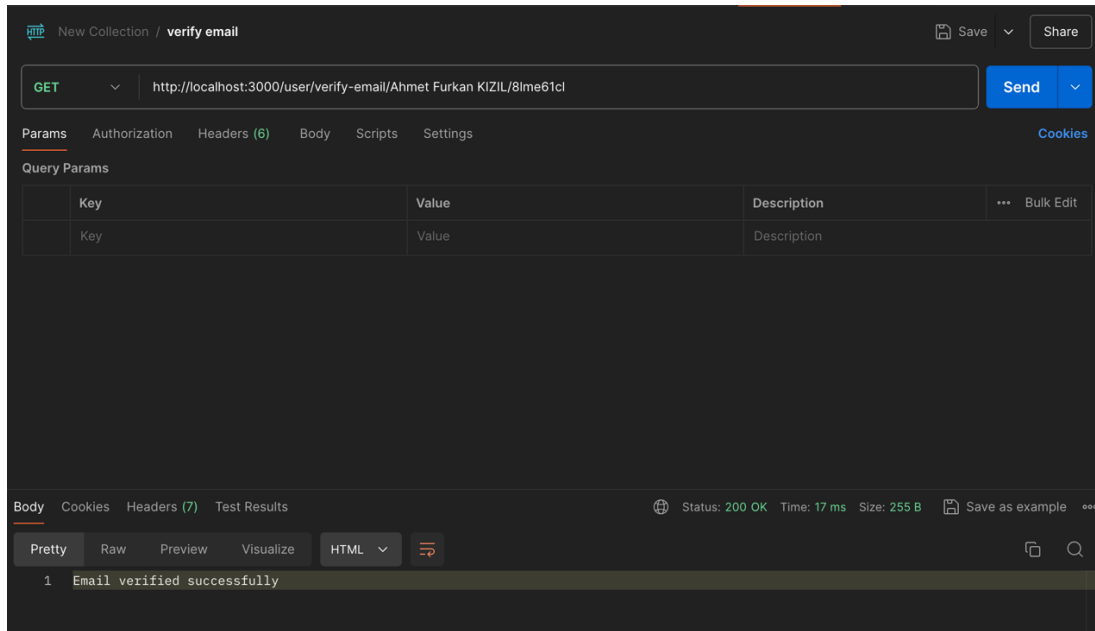 HTTP New Collection / verify email Save Share
GET http://localhost:3000/user/verify-email/Ahmet Furkan KIZIL/8lme61cl Send
Params Authorization Headers (6) Body Scripts Settings Cookies
Query Params
Key Value Description ••• Bulk Edit
Key Value Description
Body Cookies Headers (7) Test Results Status: 200 OK Time: 17 ms Size: 255 B Save as example
Pretty Raw Preview Visualize HTML
1 Email verified successfully